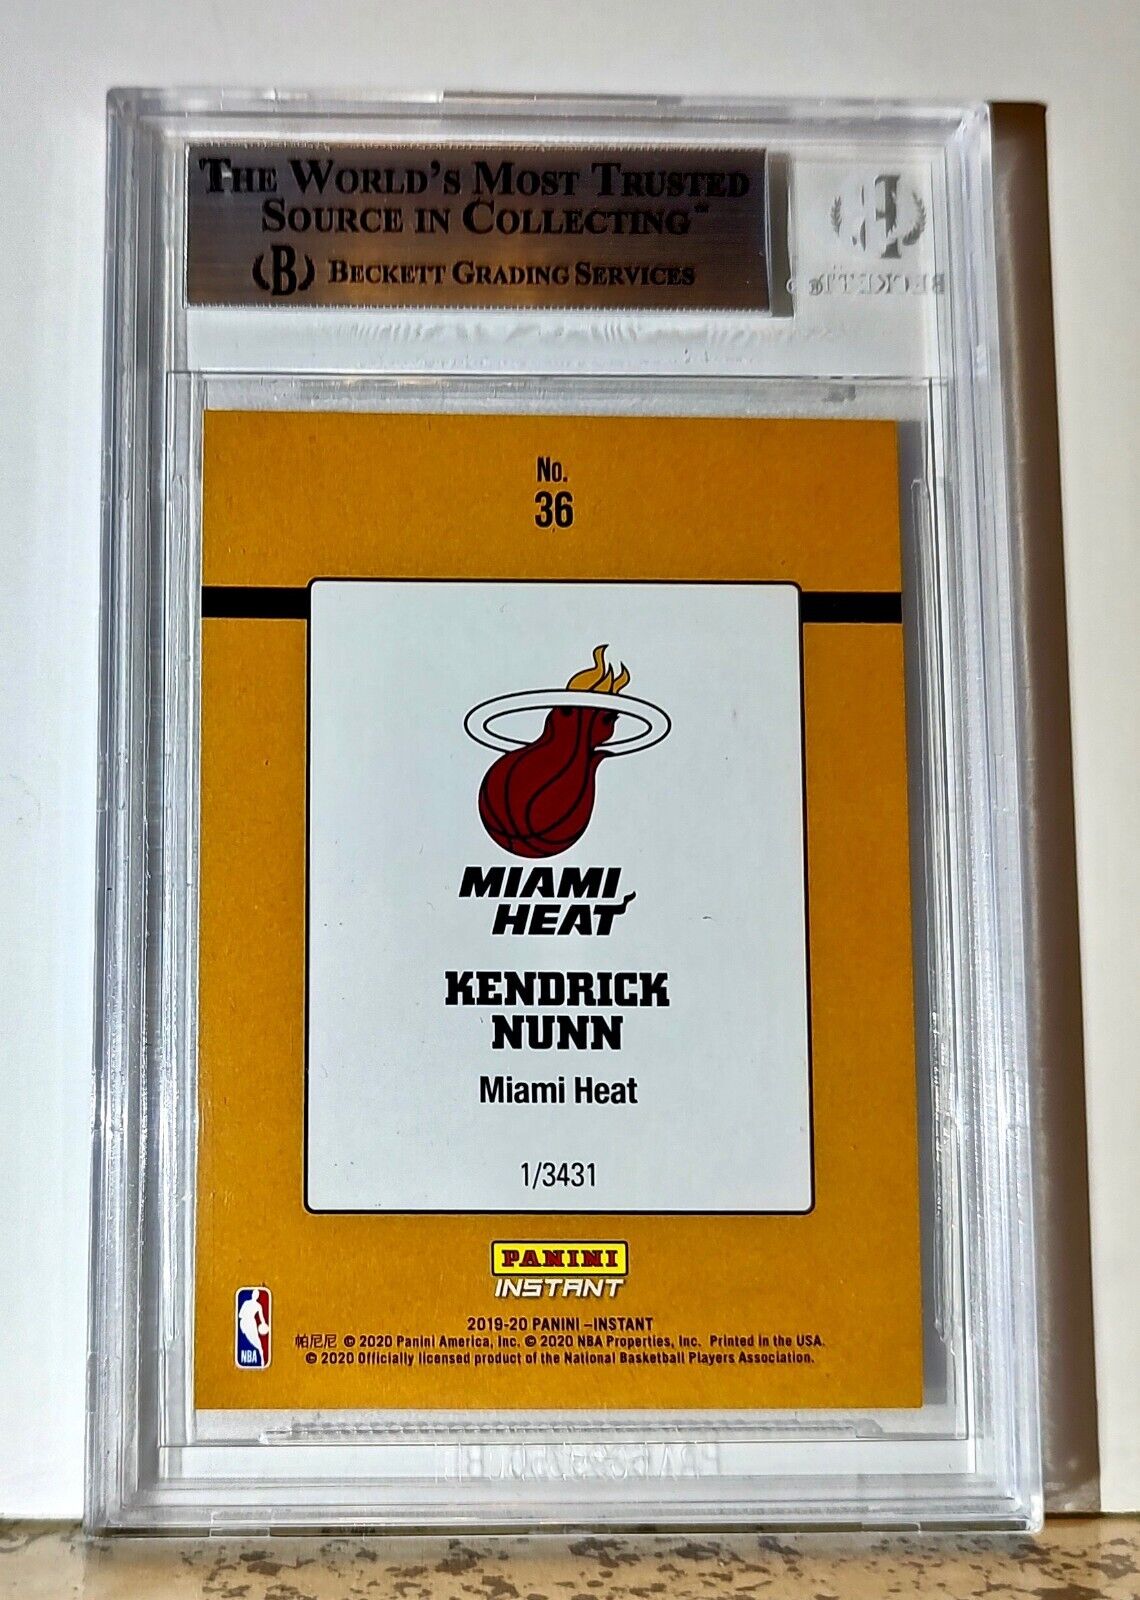 THE WORLD'S MOST TRUSTED
SOURCE IN COLLECTING™
B BECKETT GRADING SERVICES
BECKETT
No.
36
MIAMI
HEAT
KENDRICK
NUNN
Miami Heat
1/3431
PANINI
INSTANT
NBA
2019-20 PANINI –INSTANT
帕尼尼 © 2020 Panini America, Inc. © 2020 NBA Properties, Inc. Printed in the USA.
© 2020 Officially licensed product of the National Basketball Players Association.